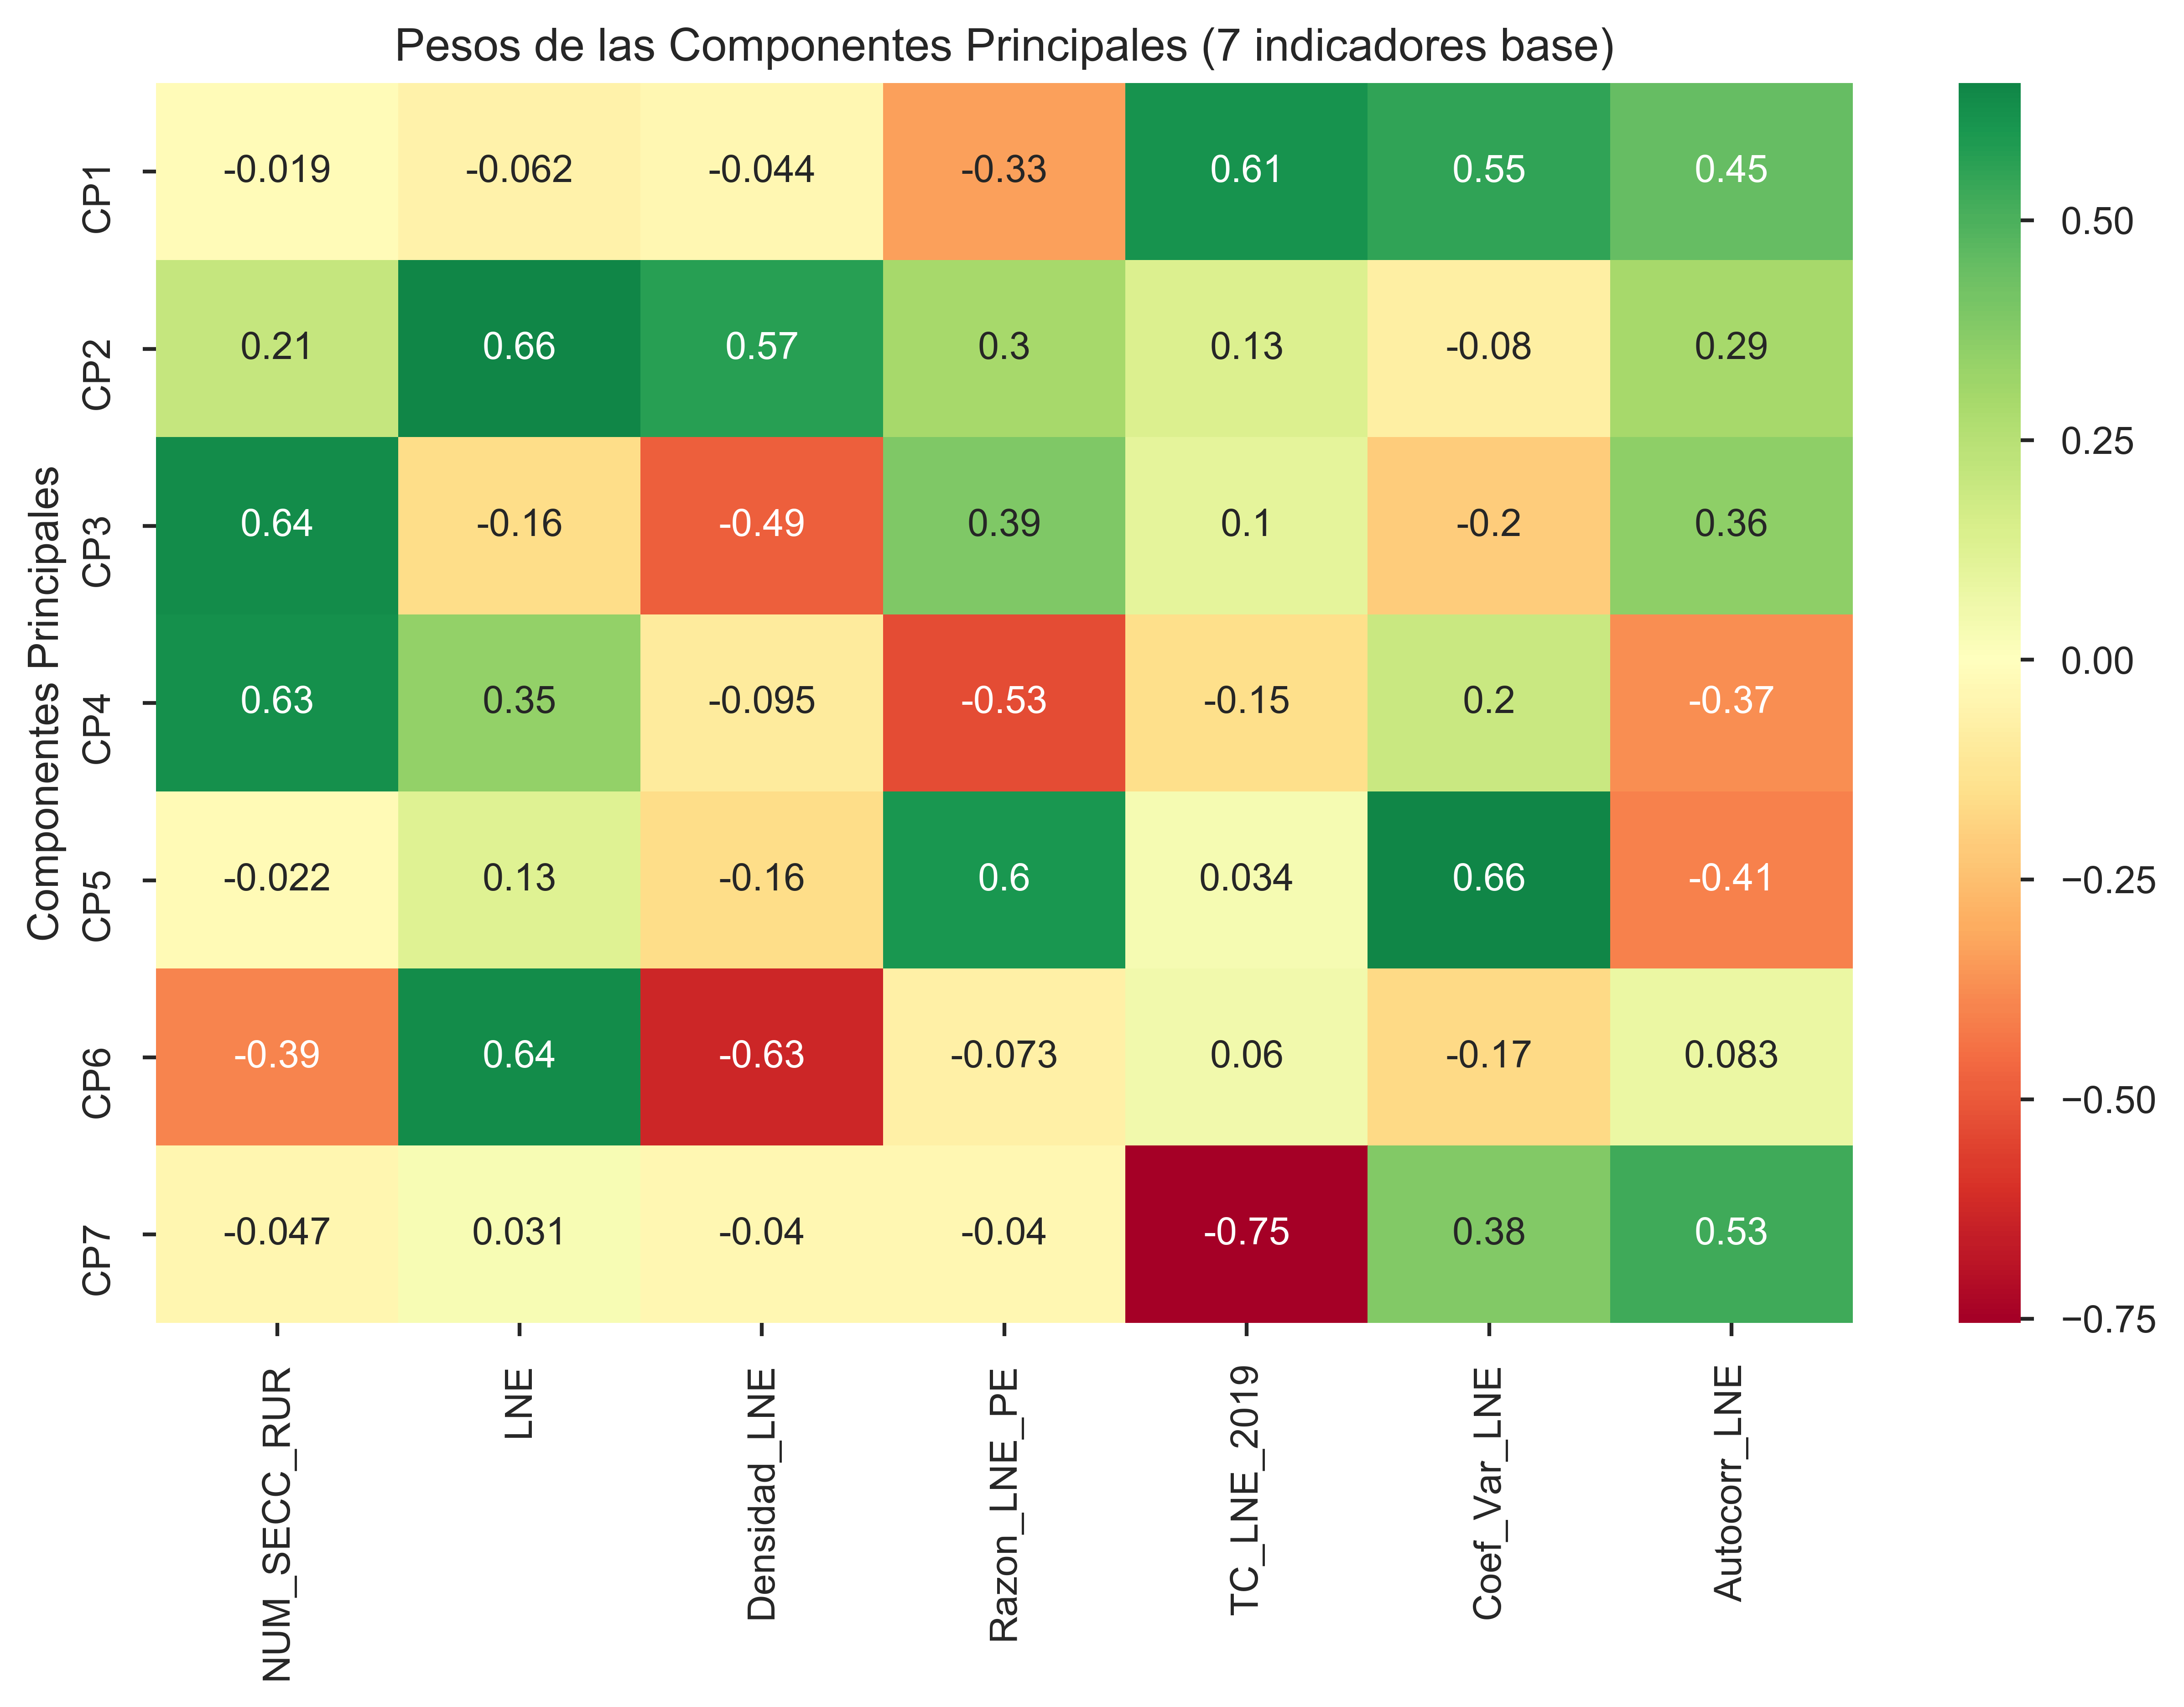 Pesos de las Componentes Principales (7 indicadores base)
Componentes Principales
CP1 -0.019 -0.062 -0.044 -0.33 0.61 0.55 0.45
CP2 0.21 0.66 0.57 0.3 0.13 -0.08 0.29
CP3 0.64 -0.16 -0.49 0.39 0.1 -0.2 0.36
CP4 0.63 0.35 -0.095 -0.53 -0.15 0.2 -0.37
CP5 -0.022 0.13 -0.16 0.6 0.034 0.66 -0.41
CP6 -0.39 0.64 -0.63 -0.073 0.06 -0.17 0.083
CP7 -0.047 0.031 -0.04 -0.04 -0.75 0.38 0.53
NUM_SECC_RUR
LNE
Densidad_LNE
Razon_LNE_PE
TC_LNE_2019
Coef_Var_LNE
Autocorr_LNE
0.50
0.25
0.00
−0.25
−0.50
−0.75